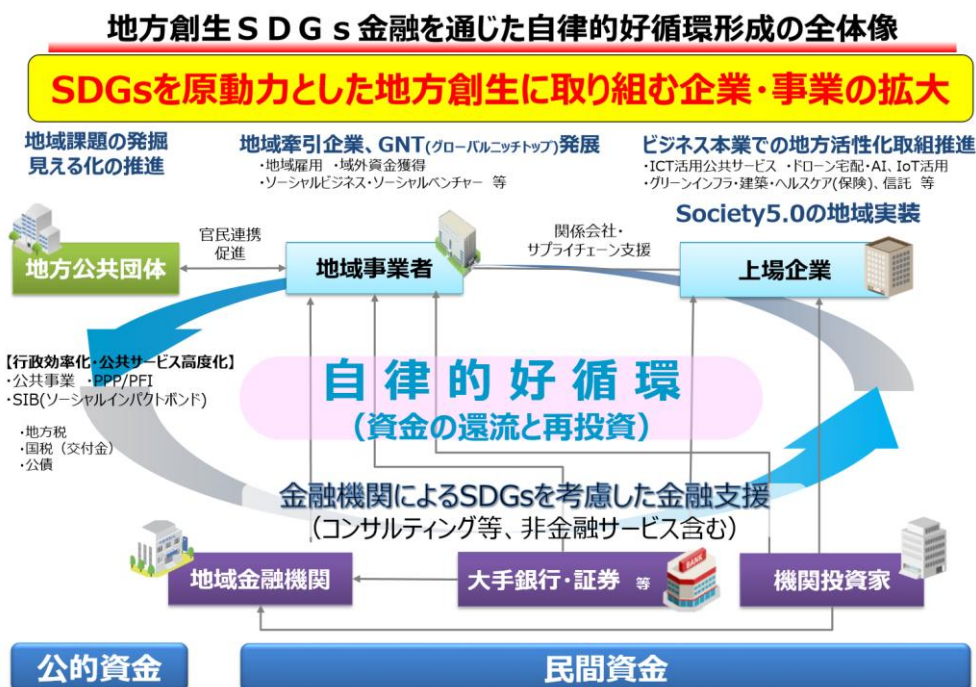 地方創生ＳＤＧｓ金融を通じた自律的好循環形成の全体像
SDGsを原動力とした地方創生に取り組む企業・事業の拡大
地域課題の発掘
見える化の推進
地域牽引企業、GNT(グローバルニッチトップ)発展
・地域雇用 ・域外資金獲得
・ソーシャルビジネス・ソーシャルベンチャー 等
ビジネス本業での地方活性化取組推進
・ICT活用公共サービス ・ドローン宅配・AI、IoT活用
・グリーンインフラ・建築・ヘルスケア(保険)、信託 等
Society5.0の地域実装
地方公共団体
官民連携
促進
地域事業者
関係会社・
サプライチェーン支援
上場企業
【行政効率化・公共サービス高度化】
・公共事業 ・PPP/PFI
・SIB(ソーシャルインパクトボンド)
・地方税
・国税（交付金）
・公債
自律的好循環
（資金の還流と再投資）
金融機関によるSDGsを考慮した金融支援
（コンサルティング等、非金融サービス含む）
地域金融機関
大手銀行・証券 等
BANK
機関投資家
公的資金
民間資金